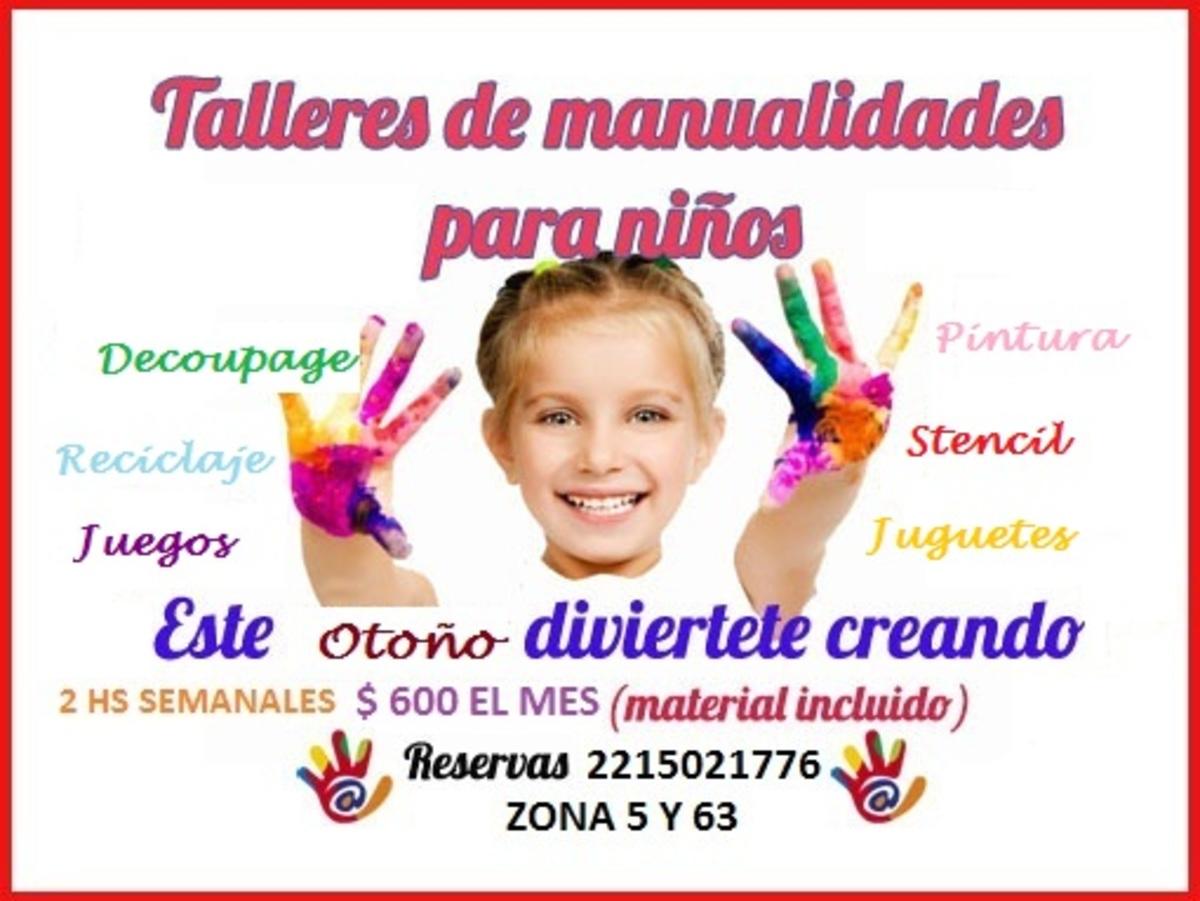 Talleres de manualidades
para niños
Decoupage
Pintura
Reciclaje
Stencil
Juegos
Juguetes
Este Otoño diviertete creando
2 HS SEMANALES $ 600 EL MES (material incluido)
@ Reservas 2215021776 @
ZONA 5 Y 63